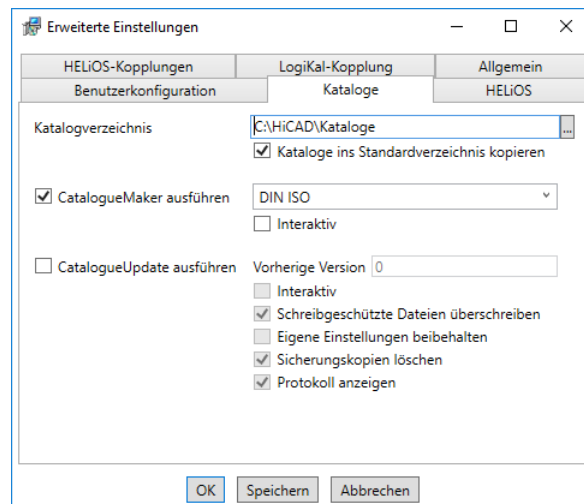 Erweiterte Einstellungen
HELiOS-Kopplungen LogiKal-Kopplung Allgemein
Benutzerkonfiguration Kataloge HELiOS
Katalogverzeichnis C:\HiCAD\Kataloge ...
Kataloge ins Standardverzeichnis kopieren
CatalogueMaker ausführen DIN ISO
Interaktiv
CatalogueUpdate ausführen Vorherige Version 0
Interaktiv
Schreibgeschützte Dateien überschreiben
Eigene Einstellungen beibehalten
Sicherungskopien löschen
Protokoll anzeigen
OK Speichern Abbrechen